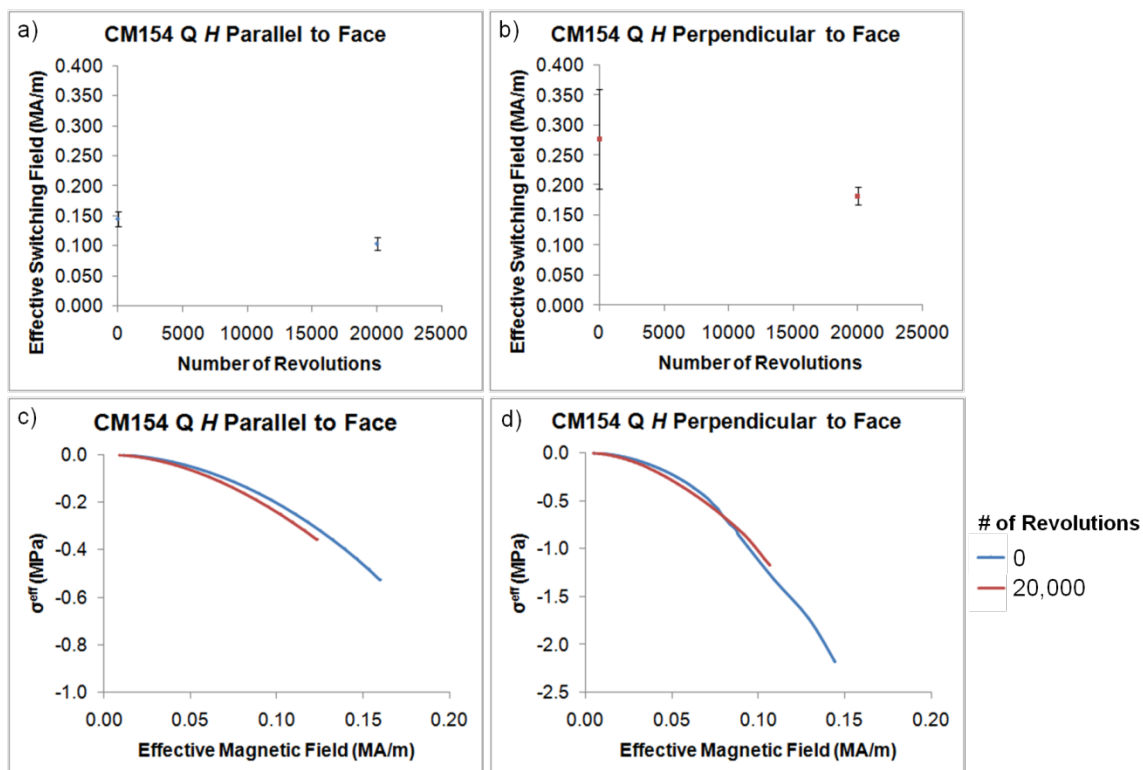 a)
CM154 Q H Parallel to Face
Effective Switching Field (MA/m)
0.400
0.350
0.300
0.250
0.200
0.150
0.100
0.050
0.000
0 5000 10000 15000 20000 25000
Number of Revolutions
b)
CM154 Q H Perpendicular to Face
Effective Switching Field (MA/m)
0.400
0.350
0.300
0.250
0.200
0.150
0.100
0.050
0.000
0 5000 10000 15000 20000 25000
Number of Revolutions
c)
CM154 Q H Parallel to Face
σeff (MPa)
0.0
-0.2
-0.4
-0.6
-0.8
-1.0
0.00 0.05 0.10 0.15 0.20
Effective Magnetic Field (MA/m)
d)
CM154 Q H Perpendicular to Face
σeff (MPa)
0.0
-0.5
-1.0
-1.5
-2.0
-2.5
0.00 0.05 0.10 0.15 0.20
Effective Magnetic Field (MA/m)
# of Revolutions
0
20,000